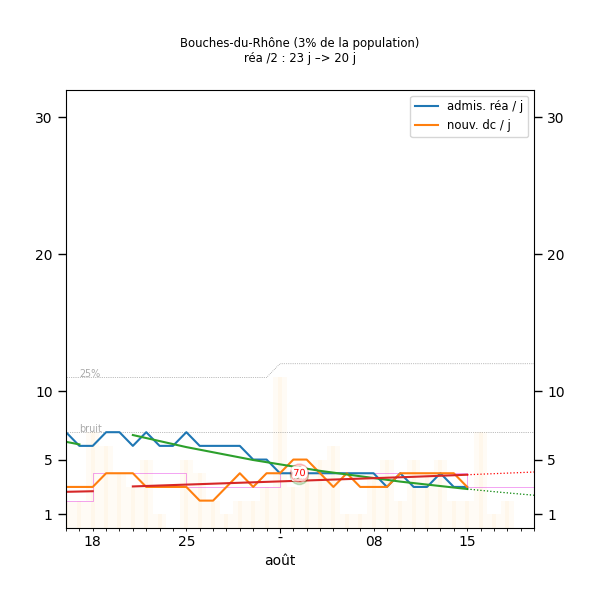 Bouches-du-Rhône (3% de la population)
réa /2 : 23 j –> 20 j
admis. réa / j
nouv. dc / j
30
30
20
20
25%
10
10
bruit
5
5
70
1
1
18
25
-
08
15
août